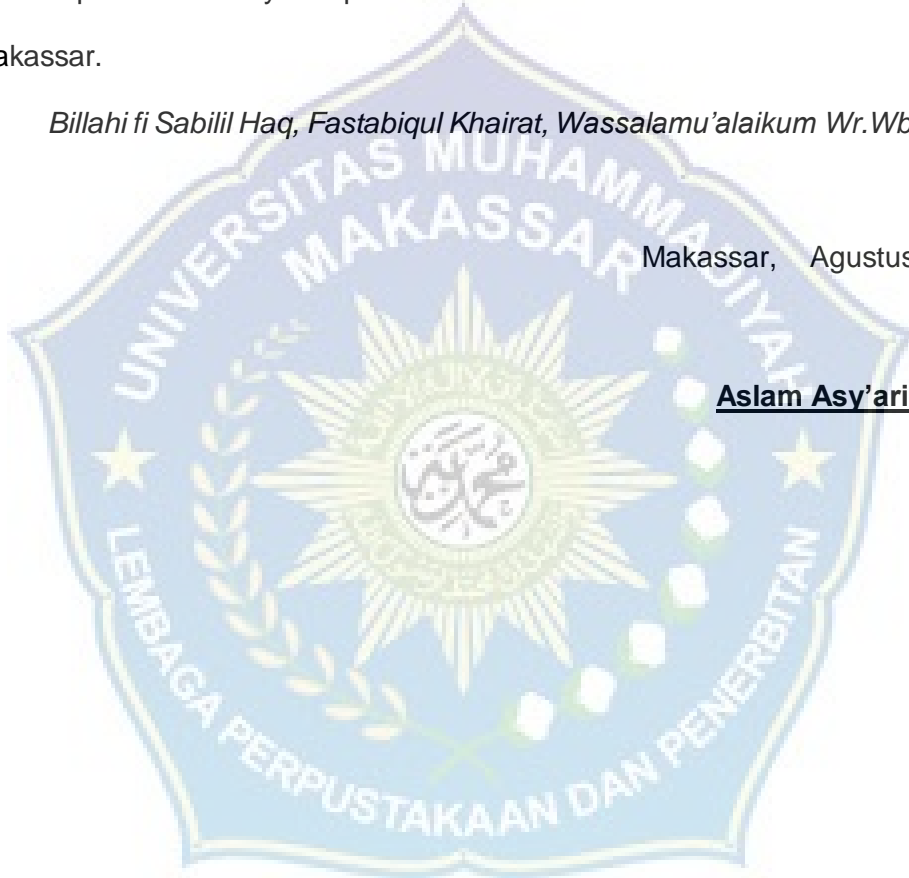 akassar.
Billahi fi Sabilil Haq, Fastabiqul Khairat, Wassalamu’alaikum Wr.Wb
Makassar, Agustus
Aslam Asy’ari
UNIVERSITAS MUHAMMADIYAH
MAKASSAR
LEMBAGA PERPUSTAKAAN DAN PENERBITAN